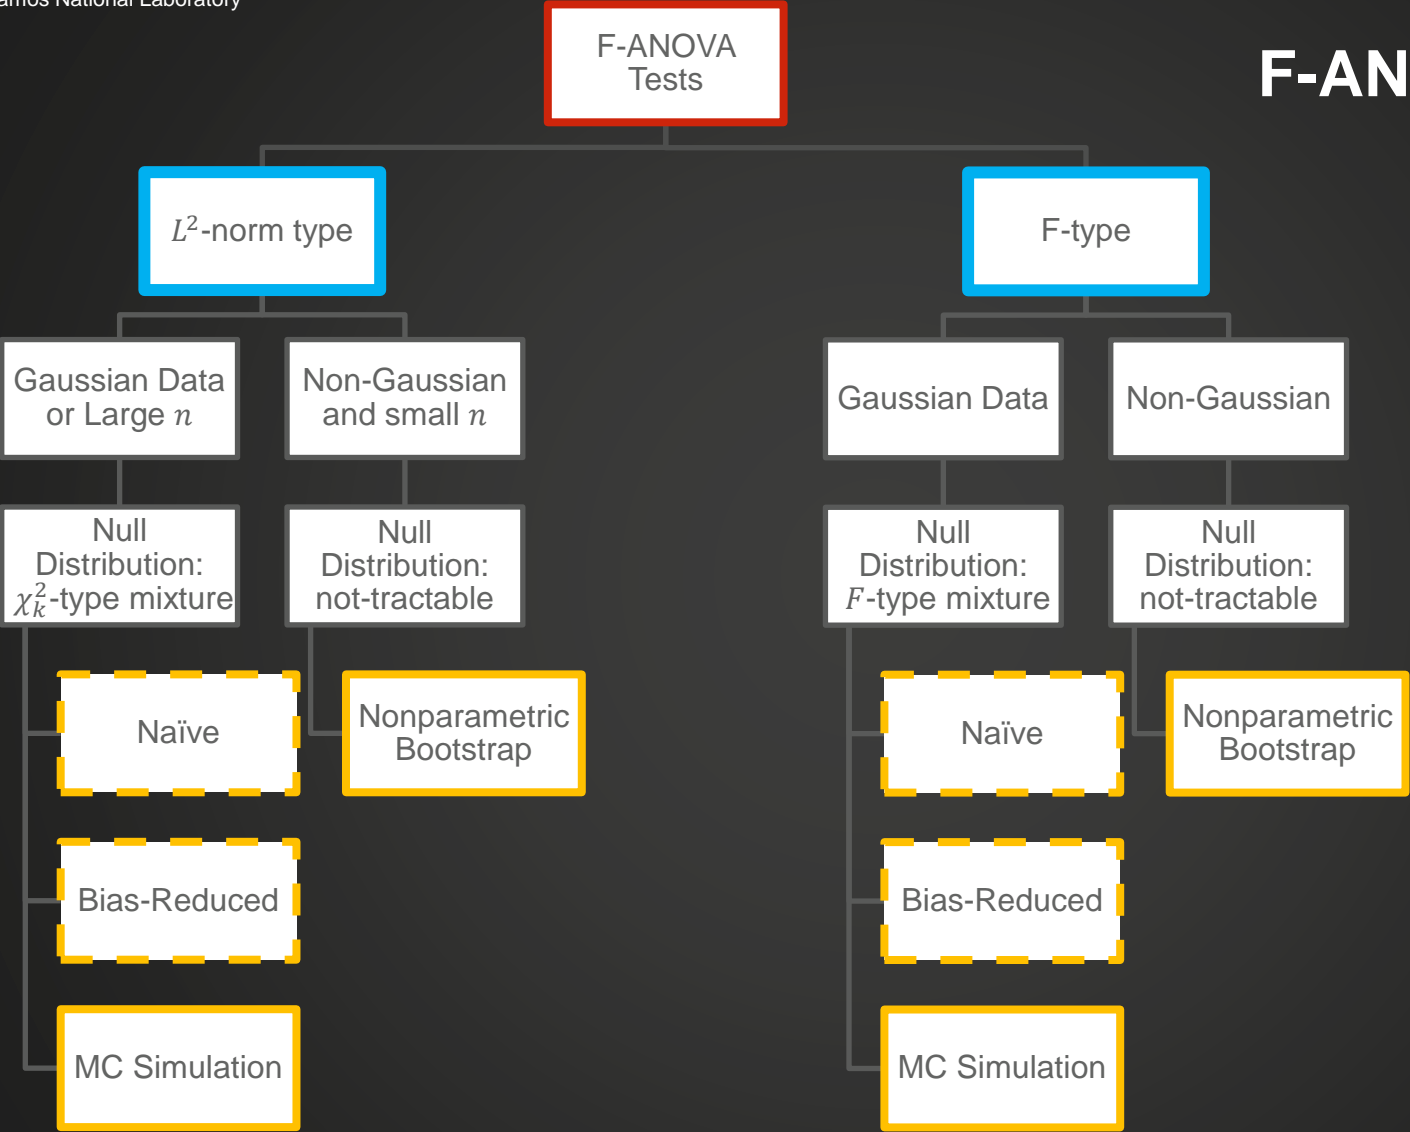 National Laboratory
F-AN
F-ANOVA
Tests
L²-norm type
F-type
Gaussian Data
or Large n
Non-Gaussian
and small n
Gaussian Data
Non-Gaussian
Null
Distribution:
χ²ₖ-type mixture
Null
Distribution:
not-tractable
Null
Distribution:
F-type mixture
Null
Distribution:
not-tractable
Naïve
Nonparametric
Bootstrap
Naïve
Nonparametric
Bootstrap
Bias-Reduced
Bias-Reduced
MC Simulation
MC Simulation